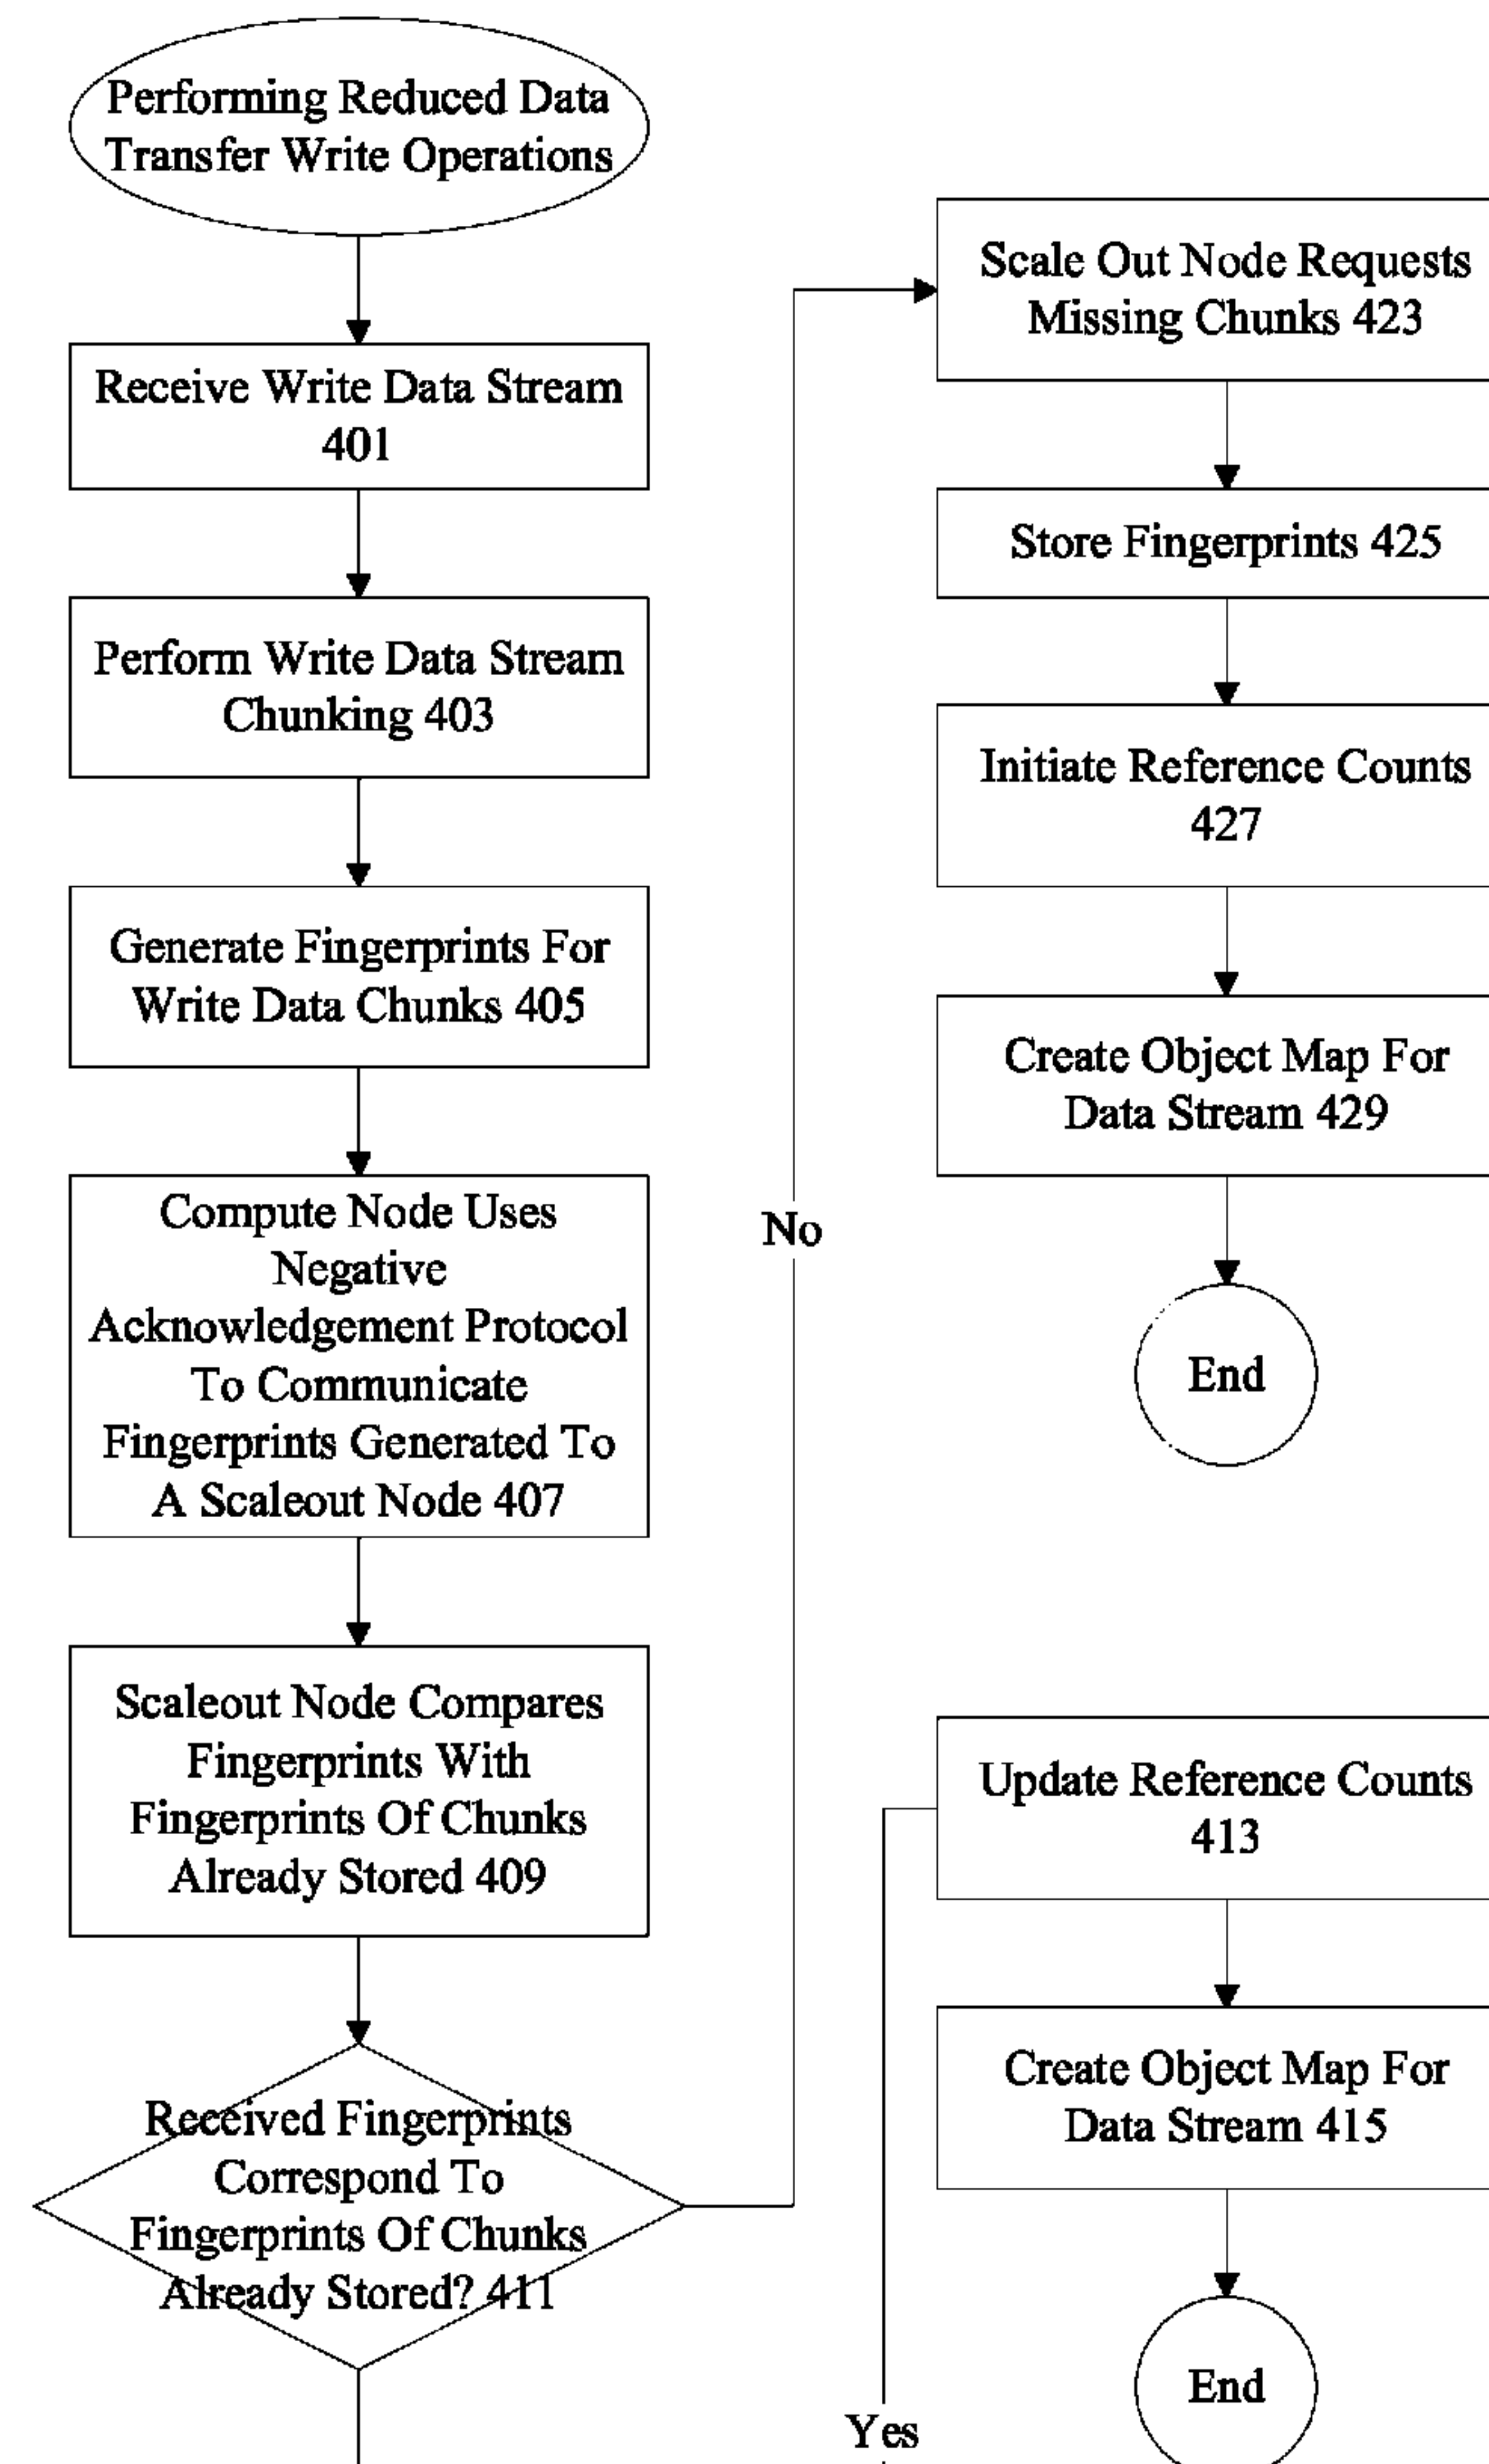 Performing Reduced Data
Transfer Write Operations
Receive Write Data Stream
401
Perform Write Data Stream
Chunking 403
Generate Fingerprints For
Write Data Chunks 405
Compute Node Uses
Negative
Acknowledgement Protocol
To Communicate
Fingerprints Generated To
A Scaleout Node 407
Scaleout Node Compares
Fingerprints With
Fingerprints Of Chunks
Already Stored 409
Received Fingerprints
Correspond To
Fingerprints Of Chunks
Already Stored? 411
No
Scale Out Node Requests
Missing Chunks 423
Store Fingerprints 425
Initiate Reference Counts
427
Create Object Map For
Data Stream 429
End
Yes
Update Reference Counts
413
Create Object Map For
Data Stream 415
End